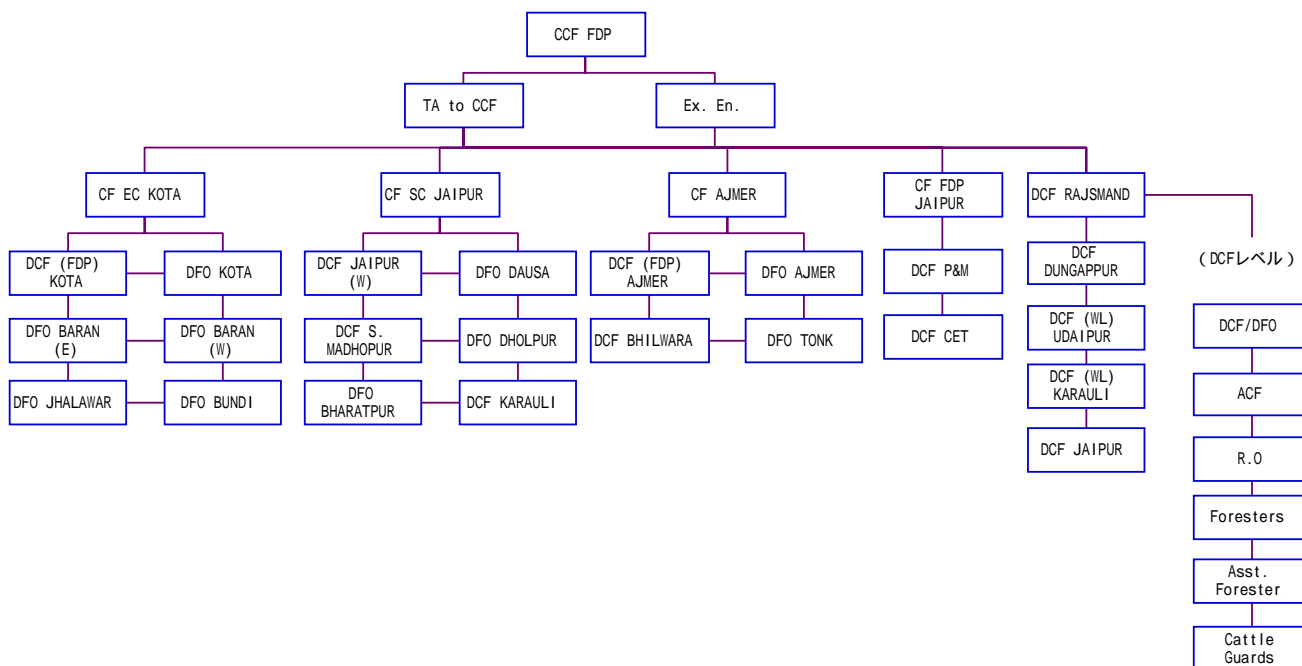 CCF FDP
TA to CCF
Ex. En.
CF EC KOTA
CF SC JAIPUR
CF AJMER
CF FDP
JAIPUR
DCF RAJSMAND
DCF (FDP)
KOTA
DFO KOTA
DFO BARAN
(E)
DFO BARAN
(W)
DFO JHALAWAR
DFO BUNDI
DCF JAIPUR
(W)
DFO DAUSA
DCF S.
MADHOPUR
DFO DHOLPUR
DFO
BHARATPUR
DCF KARAULI
DCF (FDP)
AJMER
DFO AJMER
DCF BHILWARA
DFO TONK
DCF P&M
DCF CET
DCF
DUNGAPPUR
DCF (WL)
UDAIPUR
DCF (WL)
KARAULI
DCF JAIPUR
(DCFレベル)
DCF/DFO
ACF
R.O
Foresters
Asst.
Forester
Cattle
Guards